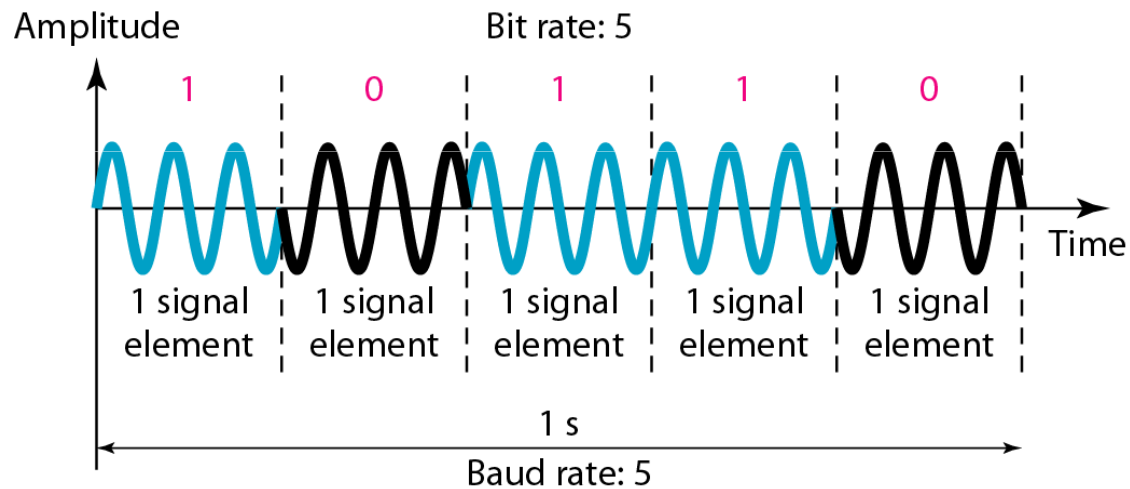 Amplitude
Bit rate: 5
1 0 1 1 0
Time
1 signal 1 signal 1 signal 1 signal 1 signal
element element element element element
1 s
Baud rate: 5